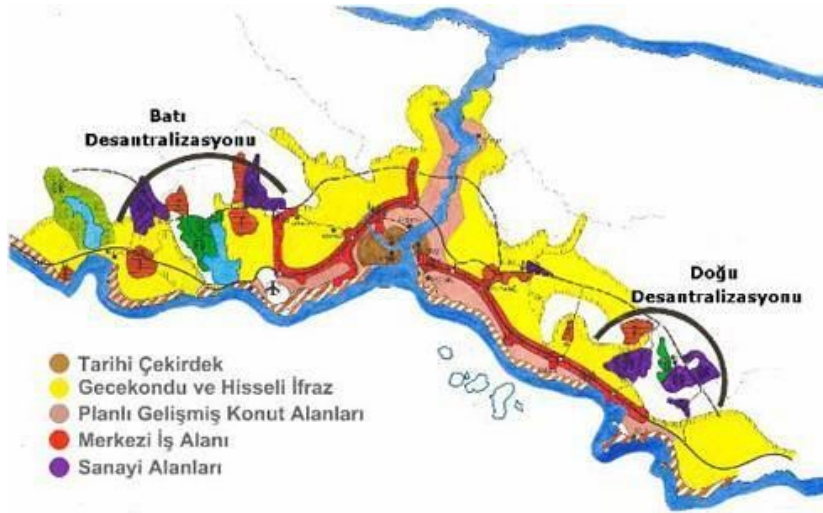 Batı
Desantralizasyonu
Doğu
Desantralizasyonu
Tarihi Çekirdek
Gecekondu ve Hisseli İfraz
Planlı Gelişmiş Konut Alanları
Merkezi İş Alanı
Sanayi Alanları